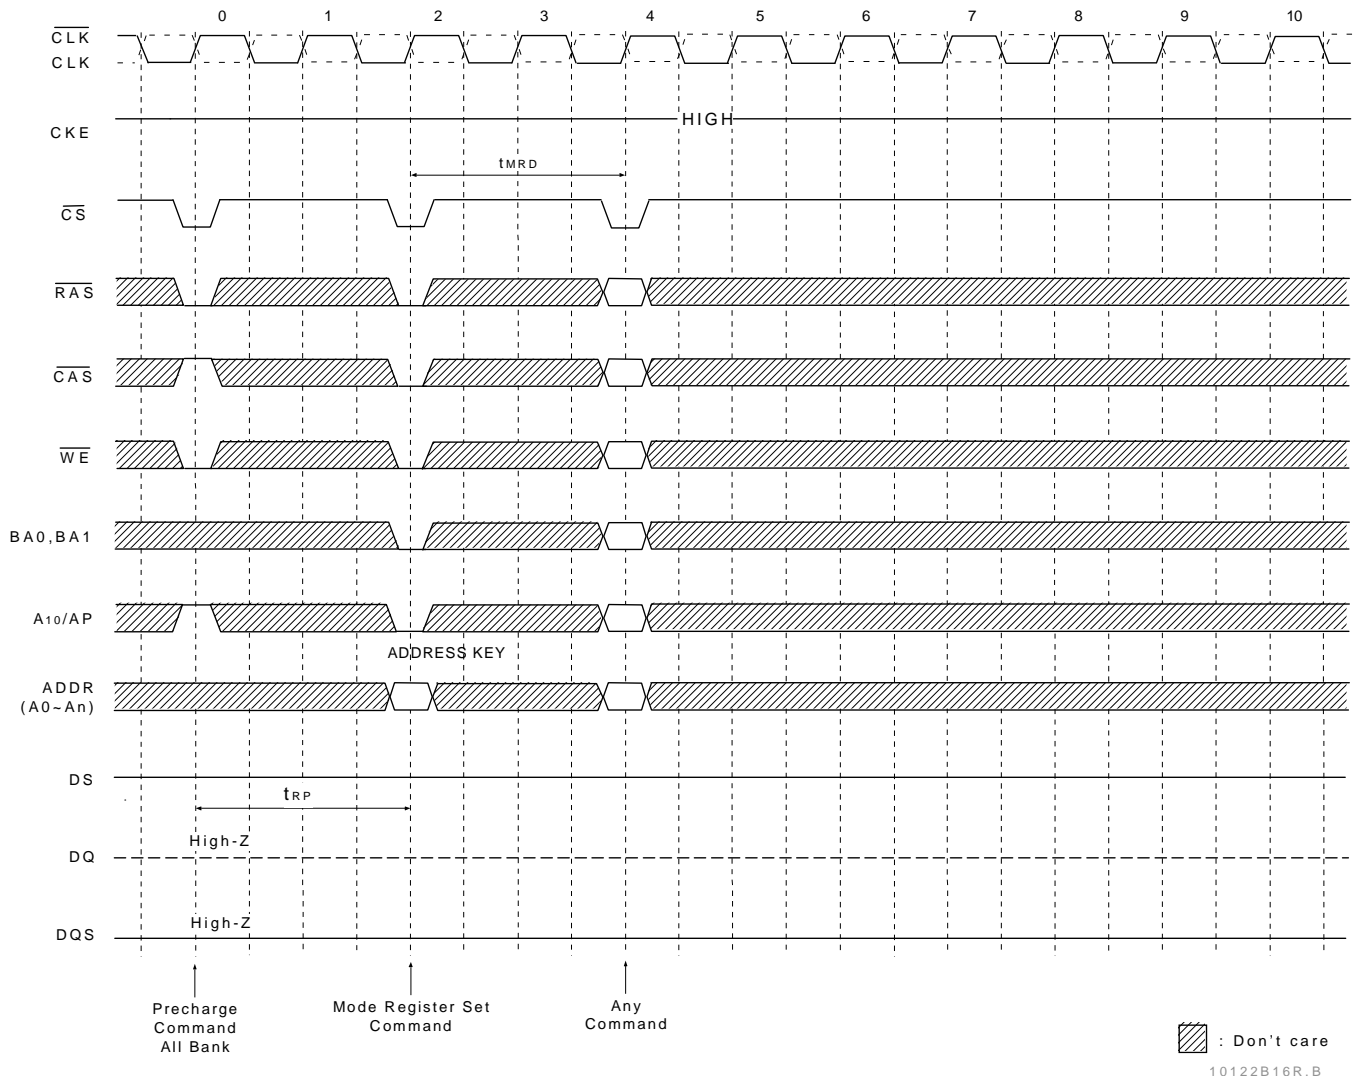 0 1 2 3 4 5 6 7 8 9 10
CLK
CLK
HIGH
CKE
tMRD
CS
RAS
CAS
WE
BA0,BA1
A10/AP
ADDRESS KEY
ADDR
(A0~An)
DS
tRP
High-Z
DQ
High-Z
DQS
Precharge
Command
All Bank
Mode Register Set
Command
Any
Command
: Don't care
10122B16R.B